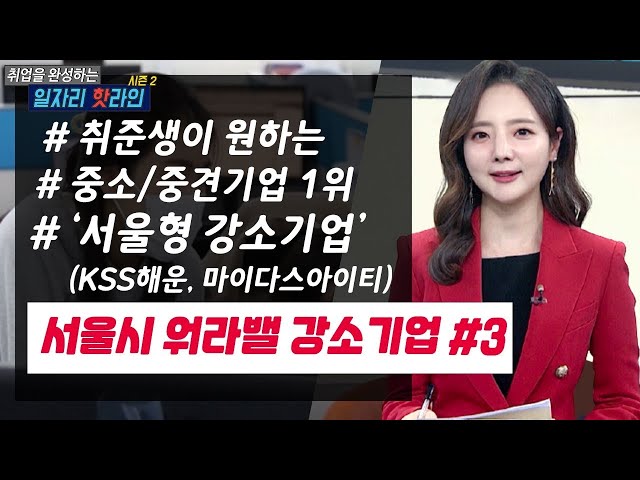 취업을 완성하는
시즌 2
일자리 핫라인
# 취준생이 원하는
# 중소/중견기업 1위
# ‘서울형 강소기업’
(KSS해운, 마이다스아이티)
서울시 워라밸 강소기업 #3